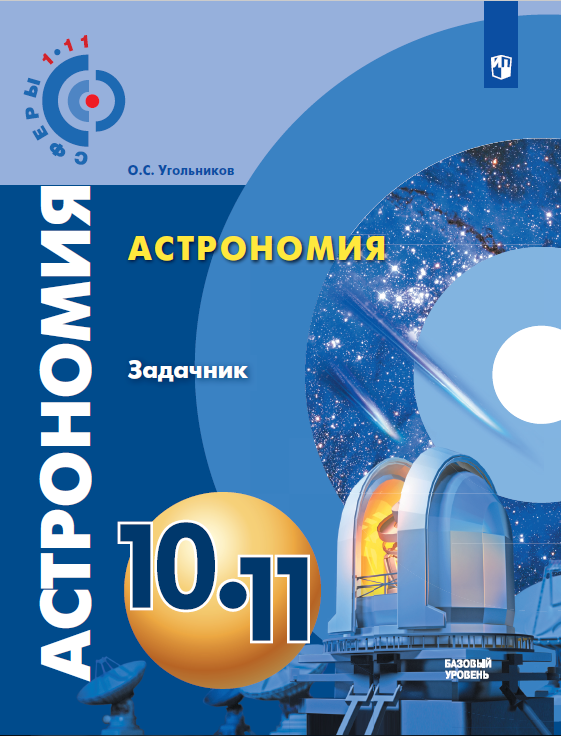 СФЕРЫ 1•11
О.С. Угольников
АСТРОНОМИЯ
АСТРОНОМИЯ
Задачник
10•11
БАЗОВЫЙ
УРОВЕНЬ